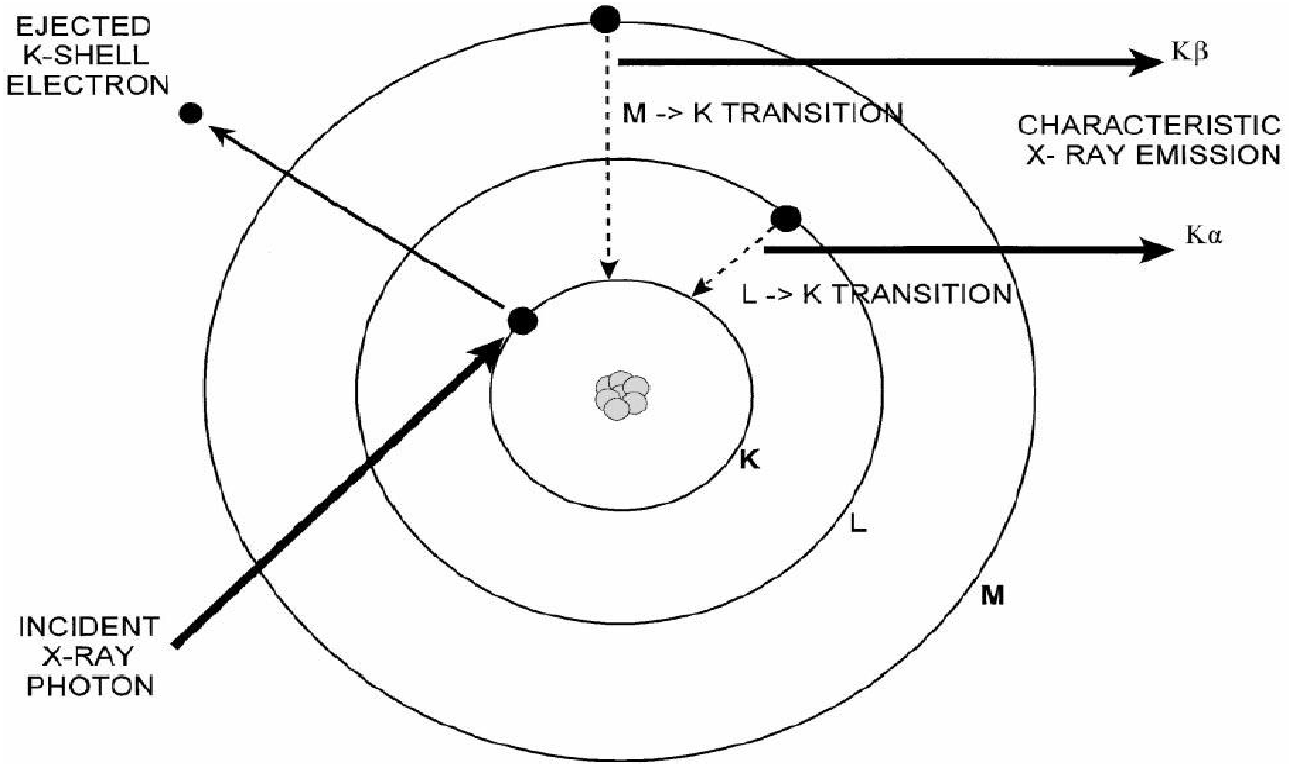 EJECTED
K-SHELL
ELECTRON
Kβ
M -> K TRANSITION
CHARACTERISTIC
X- RAY EMISSION
Kα
L -> K TRANSITION
K
L
M
INCIDENT
X-RAY
PHOTON